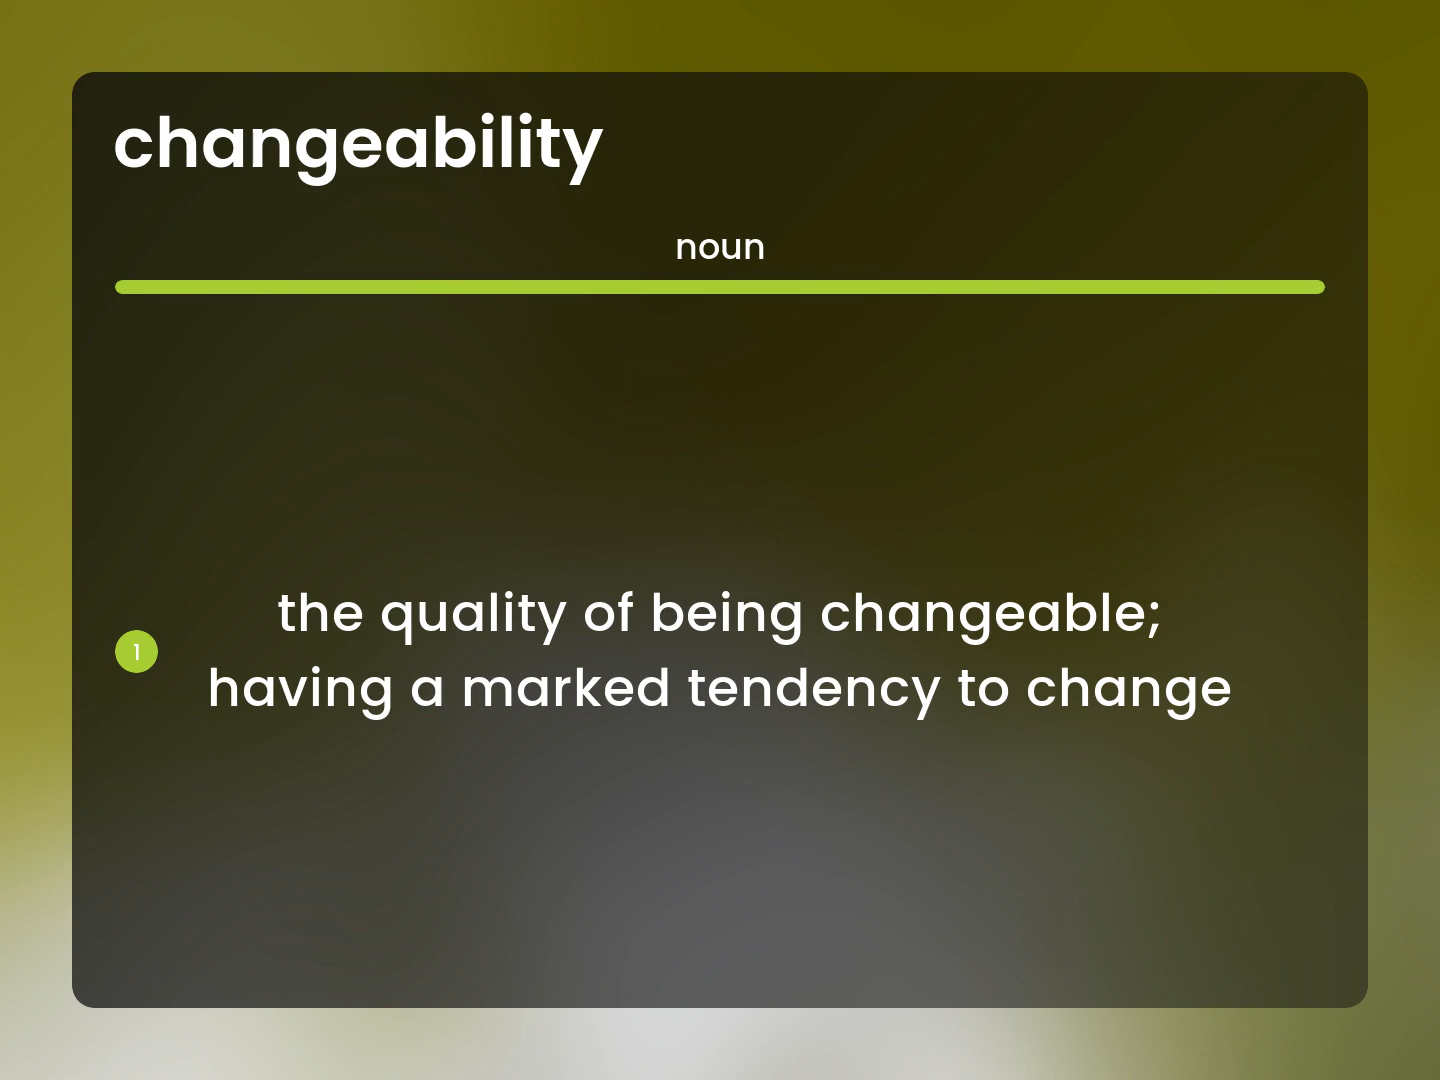 changeability
noun
1
the quality of being changeable;
having a marked tendency to change